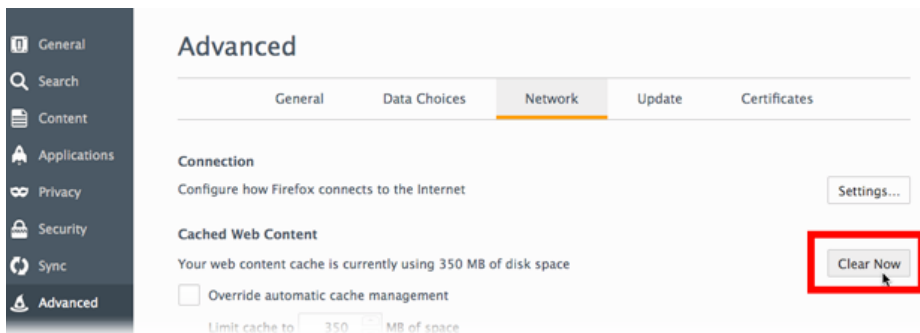 General
Search
Content
Applications
Privacy
Security
Sync
Advanced
Advanced
General Data Choices Network Update Certificates
Connection
Configure how Firefox connects to the Internet Settings...
Cached Web Content
Your web content cache is currently using 350 MB of disk space Clear Now
Override automatic cache management
Limit cache to 350 MB of space